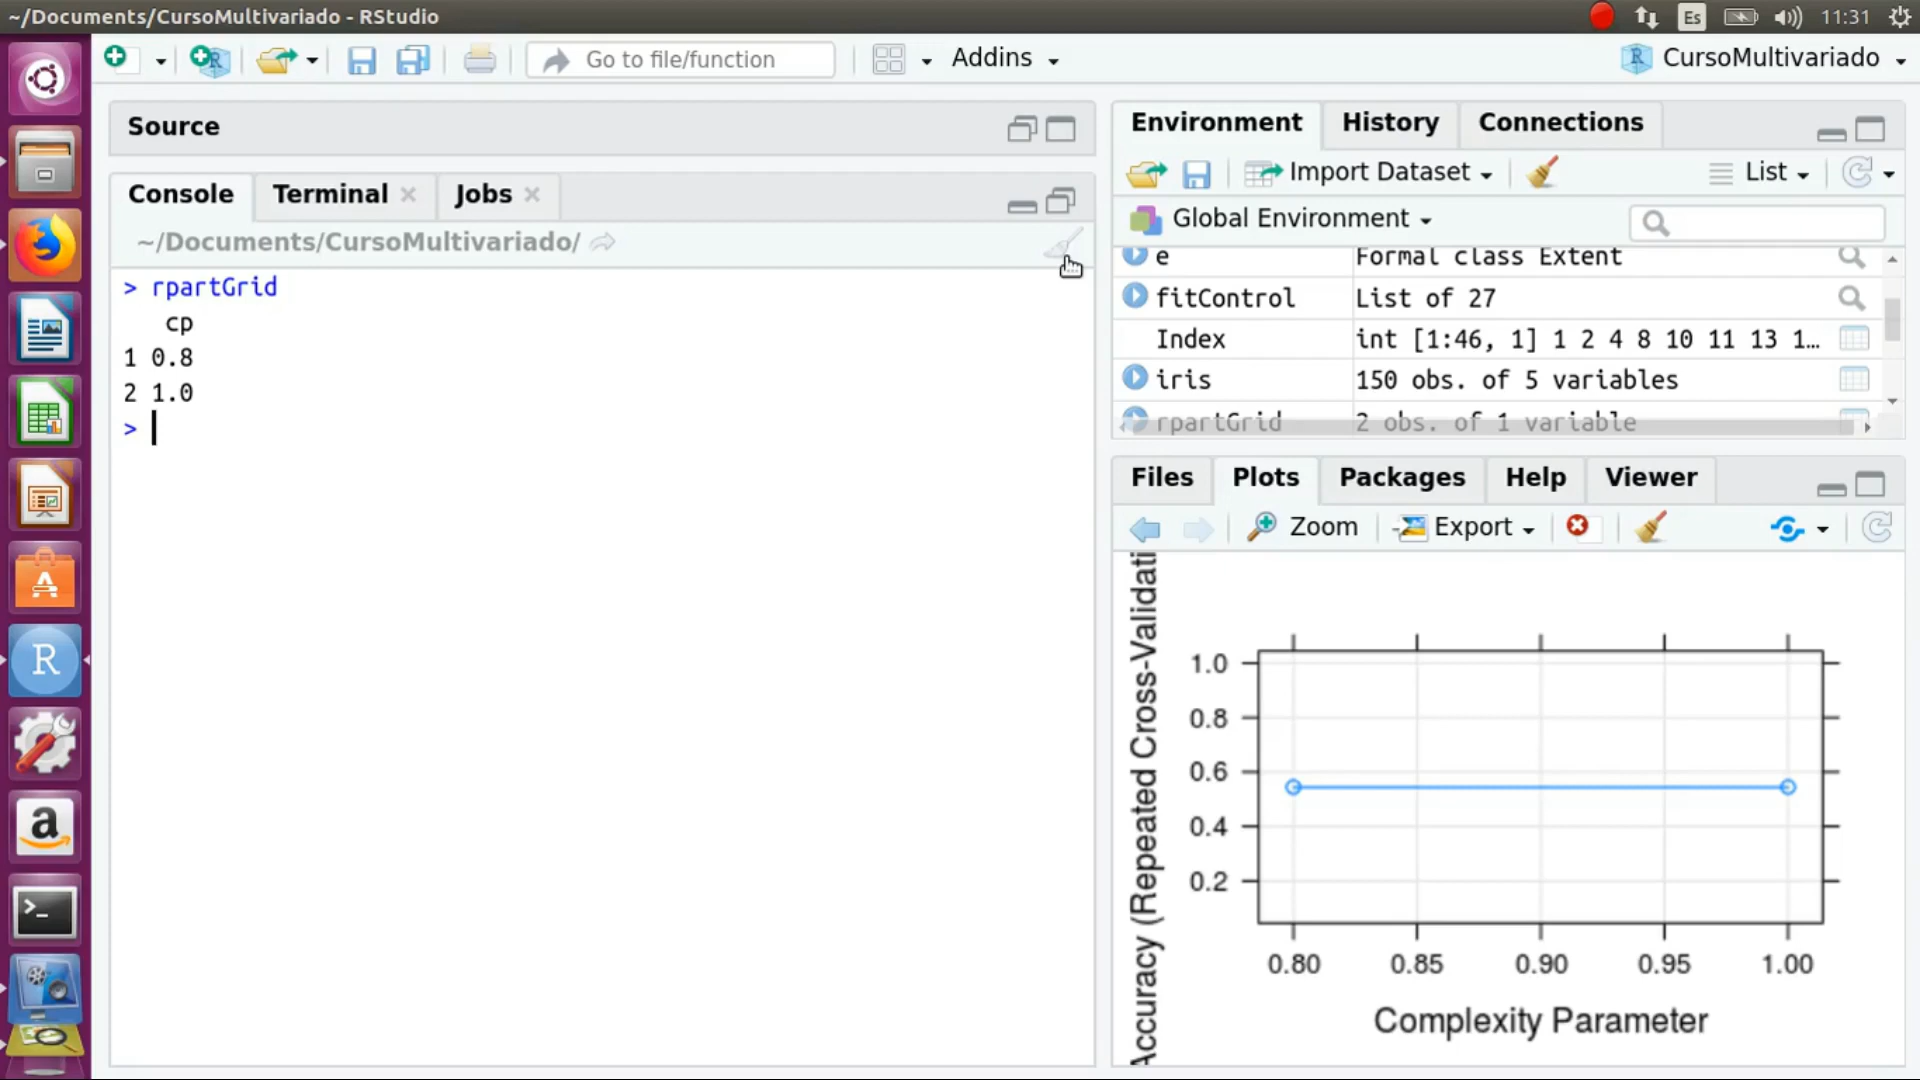 ~/Documents/CursoMultivariado - RStudio
Es
11:31
Go to file/function
Addins
CursoMultivariado
Source
Console
Terminal
Jobs
~/Documents/CursoMultivariado/
> rpartGrid
cp
1 0.8
2 1.0
>
Environment
History
Connections
Import Dataset
List
Global Environment
e Formal class Extent
fitControl List of 27
Index int [1:46, 1] 1 2 4 8 10 11 13 1…
iris 150 obs. of 5 variables
rpartGrid 2 obs. of 1 variable
Files
Plots
Packages
Help
Viewer
Zoom
Export
Accuracy (Repeated Cross-Validati
1.0
0.8
0.6
0.4
0.2
0.80 0.85 0.90 0.95 1.00
Complexity Parameter